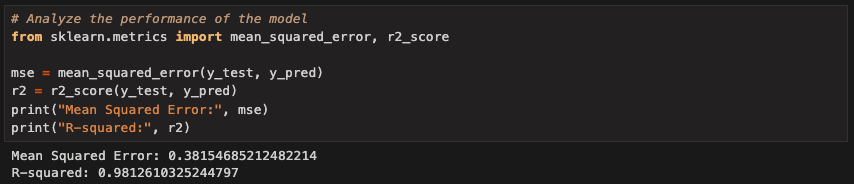 # Analyze the performance of the model
from sklearn.metrics import mean_squared_error, r2_score
mse = mean_squared_error(y_test, y_pred)
r2 = r2_score(y_test, y_pred)
print("Mean Squared Error:", mse)
print("R-squared:", r2)
Mean Squared Error: 0.38154685212482214
R-squared: 0.9812610325244797